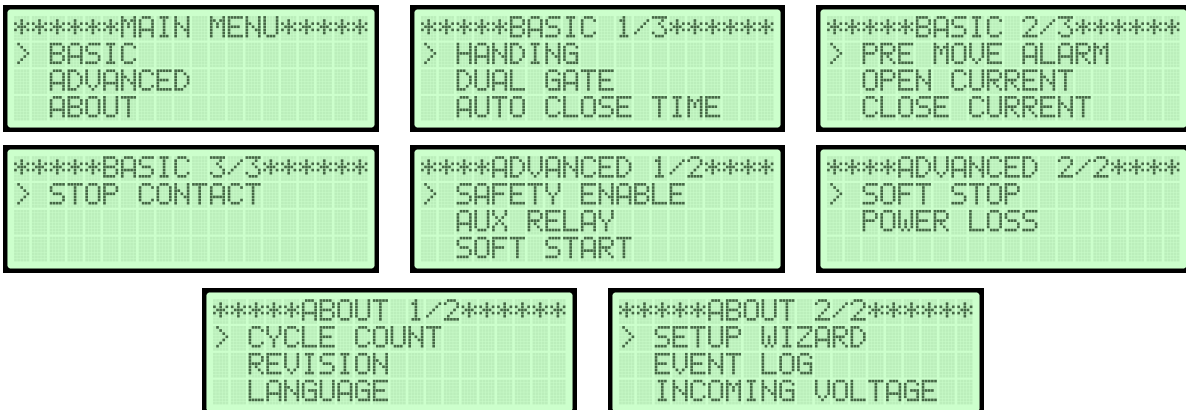 ******MAIN MENU*****
> BASIC
ADVANCED
ABOUT
*****BASIC 1/3******
> HANDING
DUAL GATE
AUTO CLOSE TIME
*****BASIC 2/3******
> PRE MOVE ALARM
OPEN CURRENT
CLOSE CURRENT
*****BASIC 3/3******
> STOP CONTACT
****ADVANCED 1/2****
> SAFETY ENABLE
AUX RELAY
SOFT START
****ADVANCED 2/2****
> SOFT STOP
POWER LOSS
*****ABOUT 1/2******
> CYCLE COUNT
REVISION
LANGUAGE
*****ABOUT 2/2******
> SETUP WIZARD
EVENT LOG
INCOMING VOLTAGE